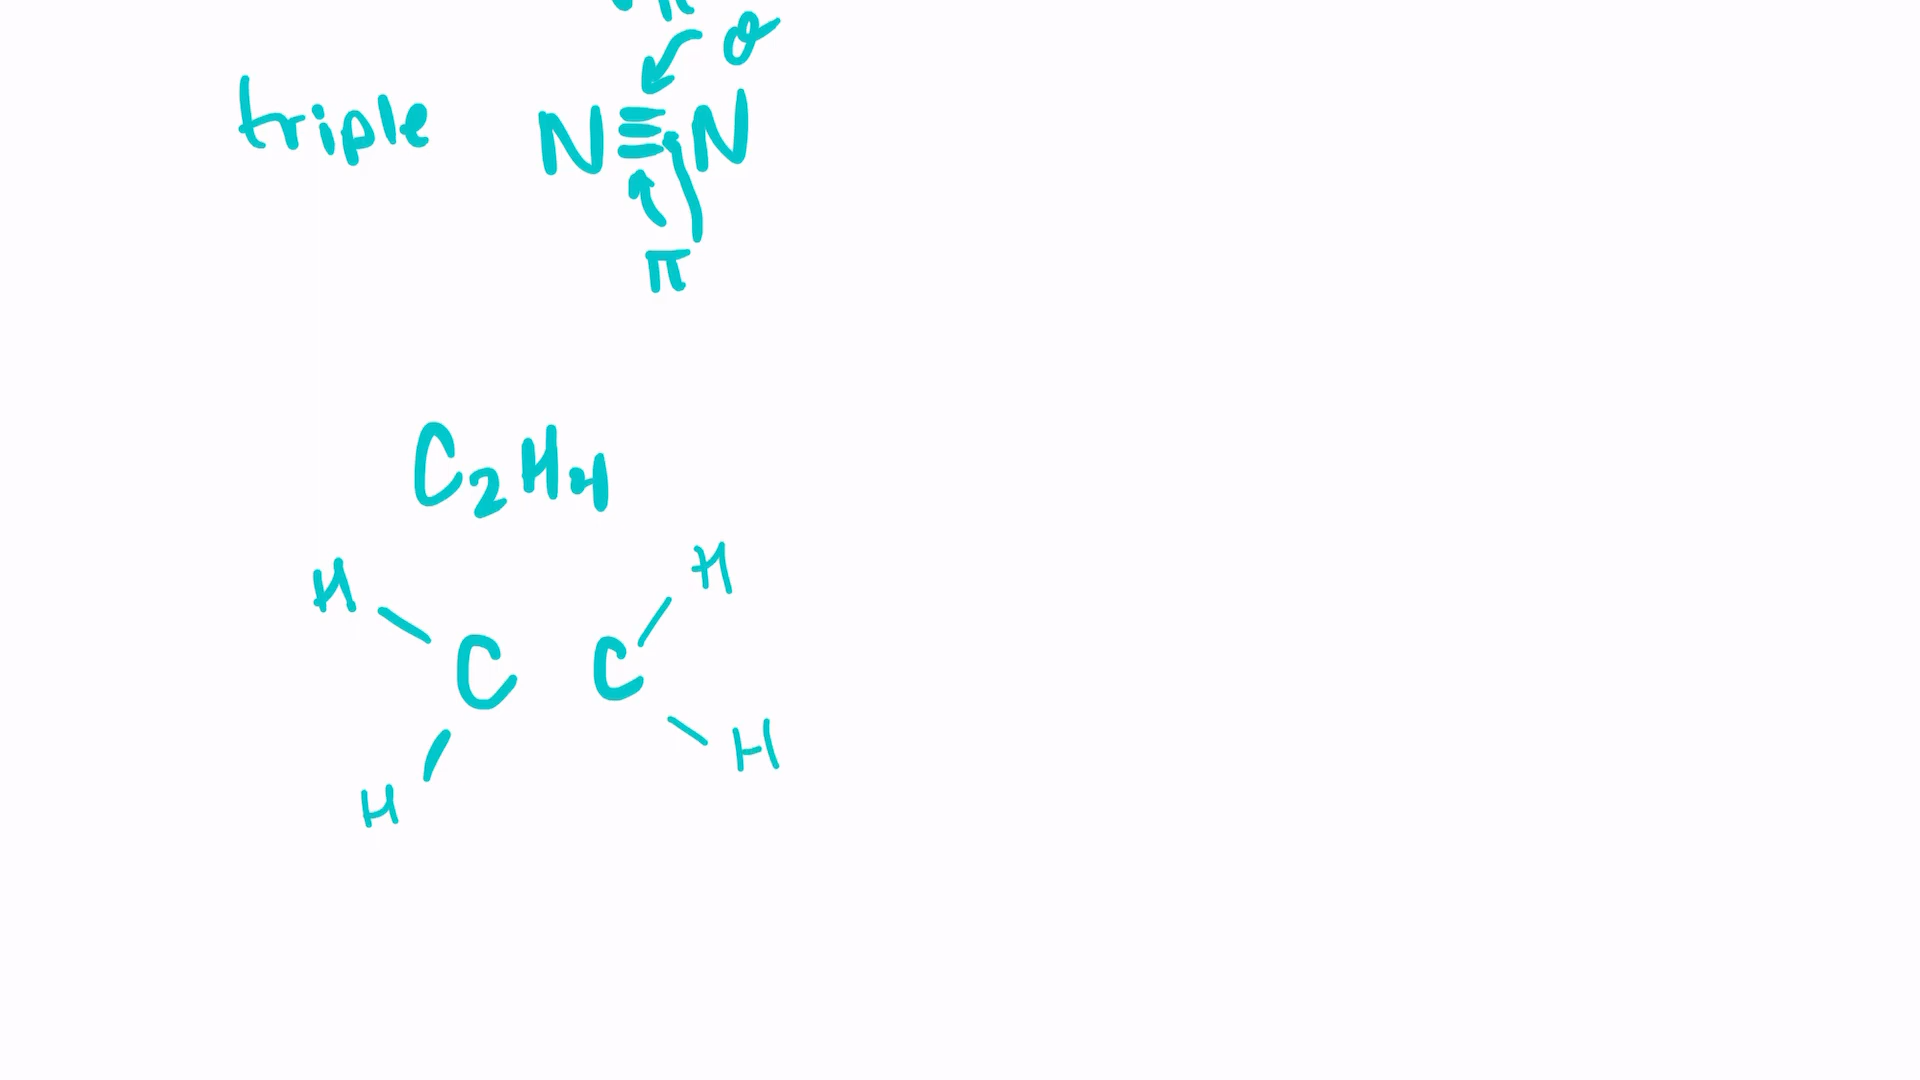 σ
triple N≡N
π
C₂H₄
H H
C C
H
H